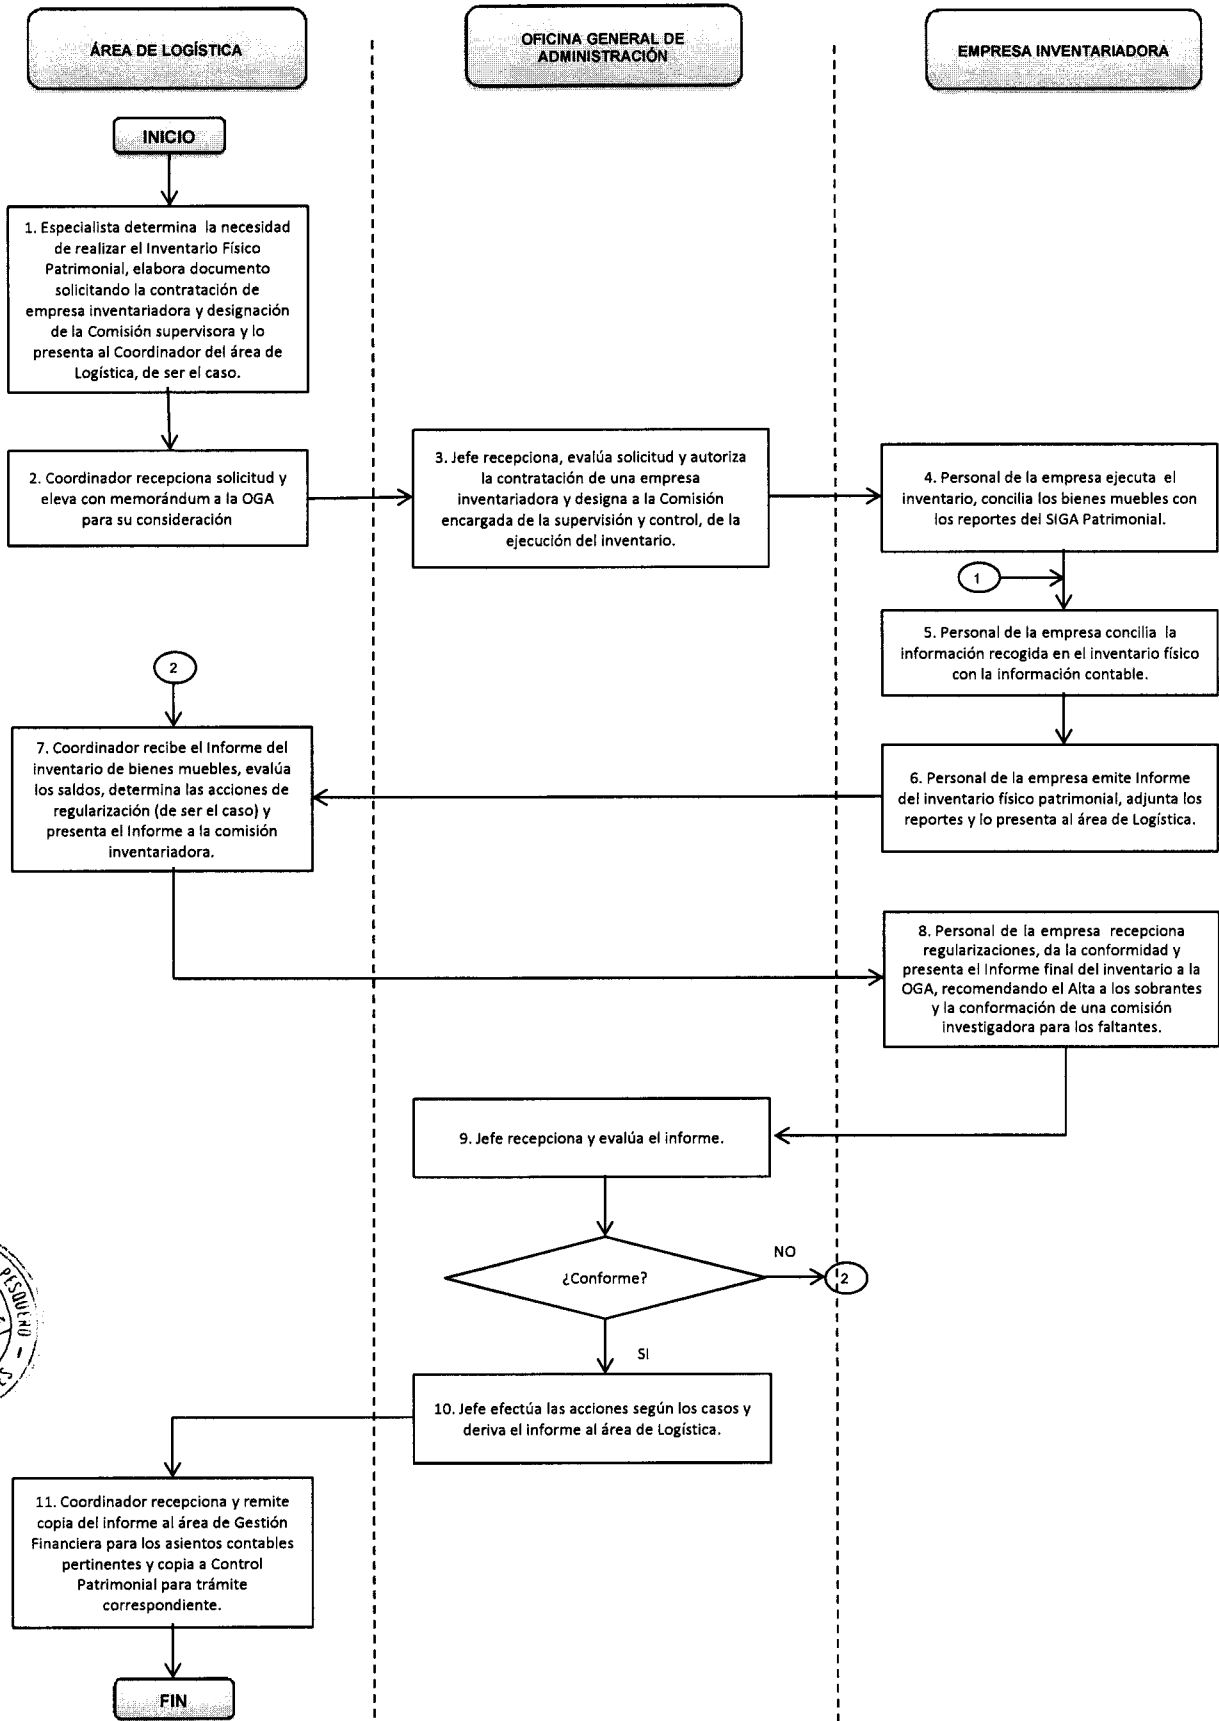 ÁREA DE LOGÍSTICA
OFICINA GENERAL DE
ADMINISTRACIÓN
EMPRESA INVENTARIADORA
INICIO
1. Especialista determina la necesidad
de realizar el Inventario Físico
Patrimonial, elabora documento
solicitando la contratación de
empresa inventariadora y designación
de la Comisión supervisora y lo
presenta al Coordinador del área de
Logística, de ser el caso.
2. Coordinador recepciona solicitud y
eleva con memorándum a la OGA
para su consideración
3. Jefe recepciona, evalúa solicitud y autoriza
la contratación de una empresa
inventariadora y designa a la Comisión
encargada de la supervisión y control, de la
ejecución del inventario.
4. Personal de la empresa ejecuta el
inventario, concilia los bienes muebles con
los reportes del SIGA Patrimonial.
1
5. Personal de la empresa concilia la
información recogida en el inventario físico
con la información contable.
2
6. Personal de la empresa emite Informe
del inventario físico patrimonial, adjunta los
reportes y lo presenta al área de Logística.
7. Coordinador recibe el Informe del
inventario de bienes muebles, evalúa
los saldos, determina las acciones de
regularización (de ser el caso) y
presenta el Informe a la comisión
inventariadora.
8. Personal de la empresa recepciona
regularizaciones, da la conformidad y
presenta el Informe final del inventario a la
OGA, recomendando el Alta a los sobrantes
y la conformación de una comisión
investigadora para los faltantes.
9. Jefe recepciona y evalúa el informe.
¿Conforme?
NO
2
SI
PESQUERO -
10. Jefe efectúa las acciones según los casos y
deriva el informe al área de Logística.
11. Coordinador recepciona y remite
copia del informe al área de Gestión
Financiera para los asientos contables
pertinentes y copia a Control
Patrimonial para trámite
correspondiente.
FIN